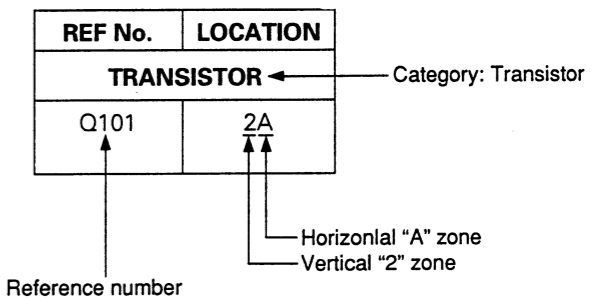 REF No. LOCATION
TRANSISTOR
Category: Transistor
Q101 2A
Horizonlal “A” zone
Vertical “2” zone
Reference number